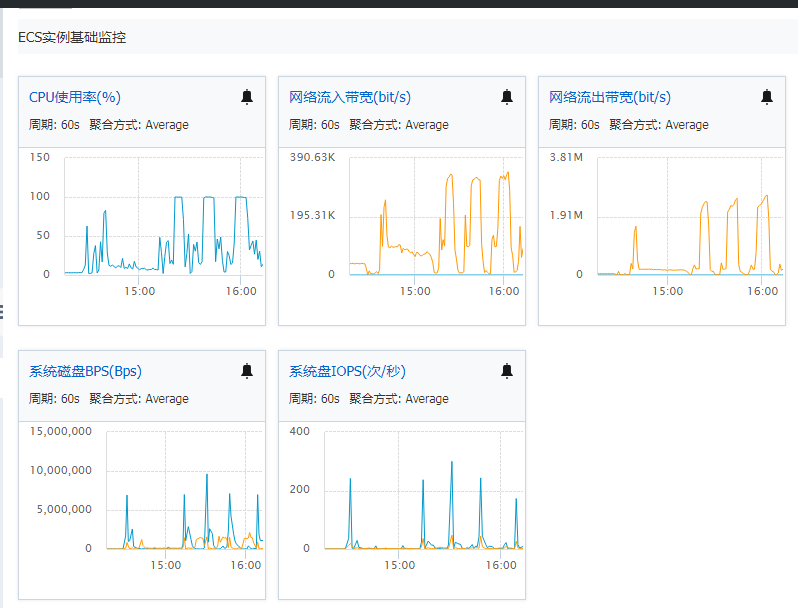 ECS实例基础监控
CPU使用率(%)
周期: 60s 聚合方式: Average
150
100
50
0
15:00
16:00
网络流入带宽(bit/s)
周期: 60s 聚合方式: Average
390.63K
195.31K
0
15:00
16:00
网络流出带宽(bit/s)
周期: 60s 聚合方式: Average
3.81M
1.91M
0
15:00
16:00
系统磁盘BPS(Bps)
周期: 60s 聚合方式: Average
15,000,000
10,000,000
5,000,000
0
15:00
16:00
系统盘IOPS(次/秒)
周期: 60s 聚合方式: Average
400
200
0
15:00
16:00